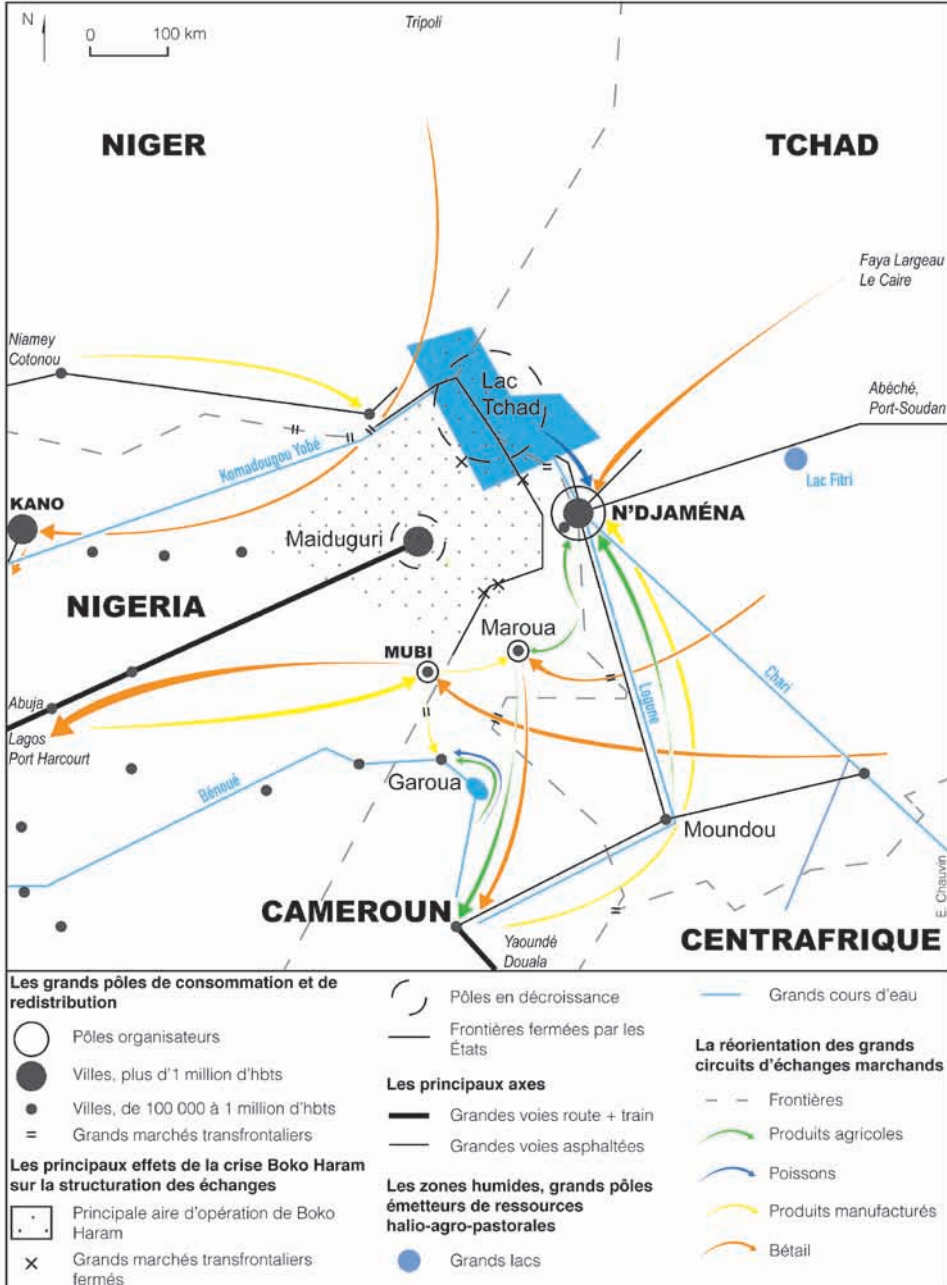 N
0 100 km
Tripoli
NIGER
TCHAD
Faya Largeau
Le Caire
Niamey
Cotonou
Lac
Tchad
Abéché,
Port-Soudan
Komadougou Yobé
Lac Fitri
KANO
N'DJAMÉNA
Maiduguri
NIGERIA
Maroua
MUBI
Chari
Logone
Abuja
Lagos
Port Harcourt
Bénoué
Garoua
Moundou
CAMEROUN
Yaoundé
Douala
CENTRAFRIQUE
E. Chauvin
Les grands pôles de consommation et de
redistribution
Pôles organisateurs
Villes, plus d'1 million d'hbts
Villes, de 100 000 à 1 million d'hbts
Grands marchés transfrontaliers
Les principaux effets de la crise Boko Haram
sur la structuration des échanges
Principale aire d'opération de Boko
Haram
Grands marchés transfrontaliers
fermés
Pôles en décroissance
Frontières fermées par les
États
Les principaux axes
Grandes voies route + train
Grandes voies asphaltées
Les zones humides, grands pôles
émetteurs de ressources
halio-agro-pastorales
Grands lacs
Grands cours d'eau
La réorientation des grands
circuits d'échanges marchands
Frontières
Produits agricoles
Poissons
Produits manufacturés
Bétail